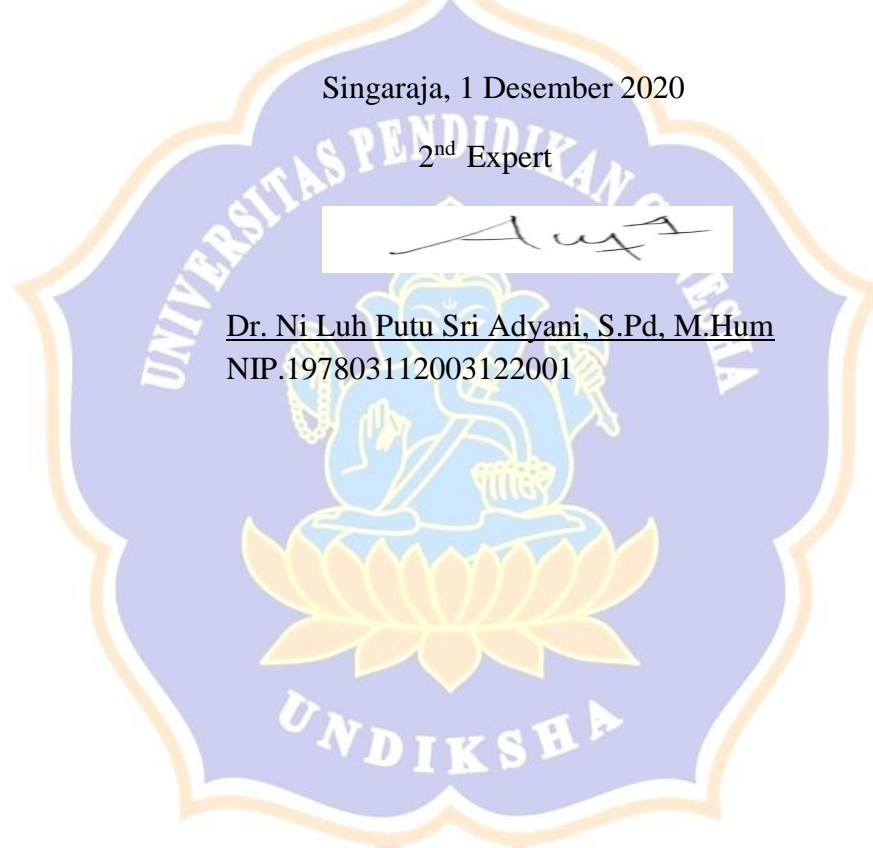 Singaraja, 1 Desember 2020
2nd Expert
Dr. Ni Luh Putu Sri Adyani, S.Pd, M.Hum
NIP.197803112003122001
UNIVERSITAS PENDIDIKAN GANESHA
UNDIKSHA